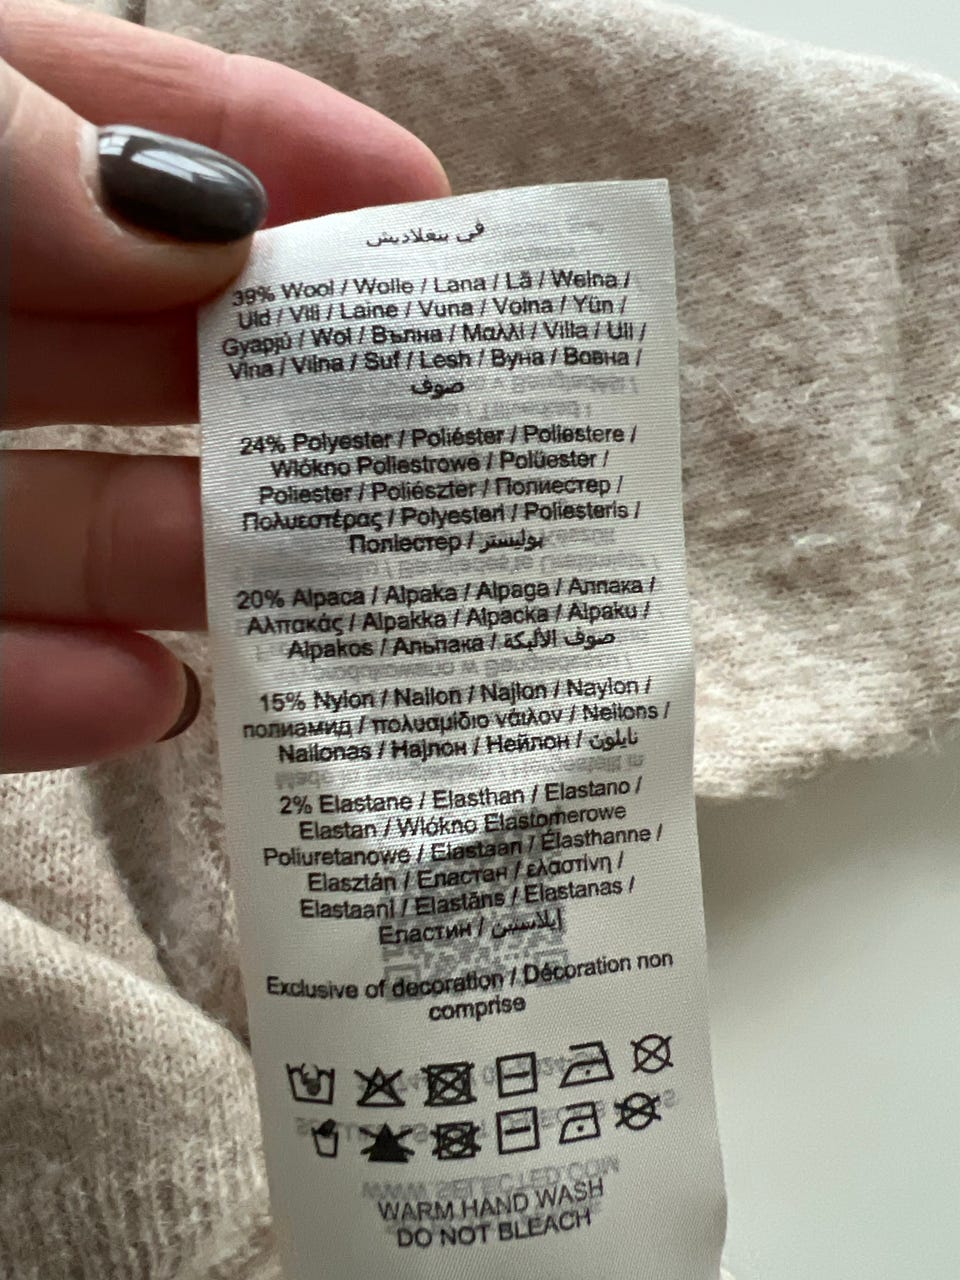 في بنغلاديش
39% Wool / Wolle / Lana / Lã / Wełna /
Uld / Vili / Laine / Vuna / Volna / Yün /
Gyapjú / Wol / Вълна / Μαλλί / Villa / Ull /
Vlna / Vilna / Suf / Lesh / Вуна / Вовна /
صوف
24% Polyester / Poliéster / Poliestere /
Włókno Poliestrowe / Polüester /
Poliester / Poliészter / Полиестер /
Πολυεστέρας / Polyesteri / Poliesteris /
Поліестер / بوليستر
20% Alpaca / Alpaka / Alpaga / Алпака /
Αλπακάς / Alpakka / Alpacka / Alpaku /
Alpakos / Альпака / صوف الألبكة
15% Nylon / Nailon / Najlon / Naylon /
полиамид / πολυαμίδιο νάιλον / Neilons /
Nailonas / Најлон / Нейлон / نايلون
2% Elastane / Elasthan / Elastano /
Elastan / Włókno Elastomerowe
Poliuretanowe / Elastaan / Élasthanne /
Elasztán / Еластан / ελαστίνη /
Elastaani / Elastāns / Elastanas /
Еластин / إيلاستين
Exclusive of decoration / Décoration non
comprise
WARM HAND WASH
DO NOT BLEACH